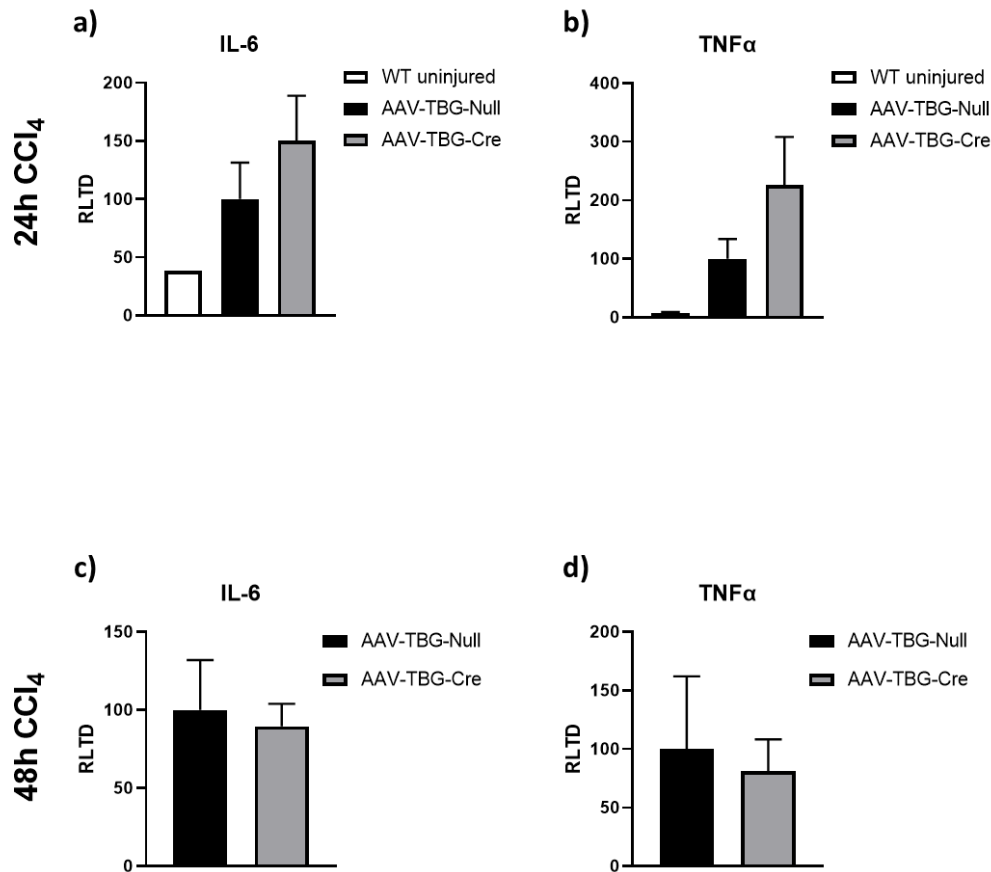 a)
IL-6
200
150
100
50
0
RLTD
WT uninjured
AAV-TBG-Null
AAV-TBG-Cre
24h CCl₄
b)
TNFα
400
300
200
100
0
RLTD
WT uninjured
AAV-TBG-Null
AAV-TBG-Cre
c)
IL-6
150
100
50
0
RLTD
AAV-TBG-Null
AAV-TBG-Cre
48h CCl₄
d)
TNFα
200
150
100
50
0
RLTD
AAV-TBG-Null
AAV-TBG-Cre